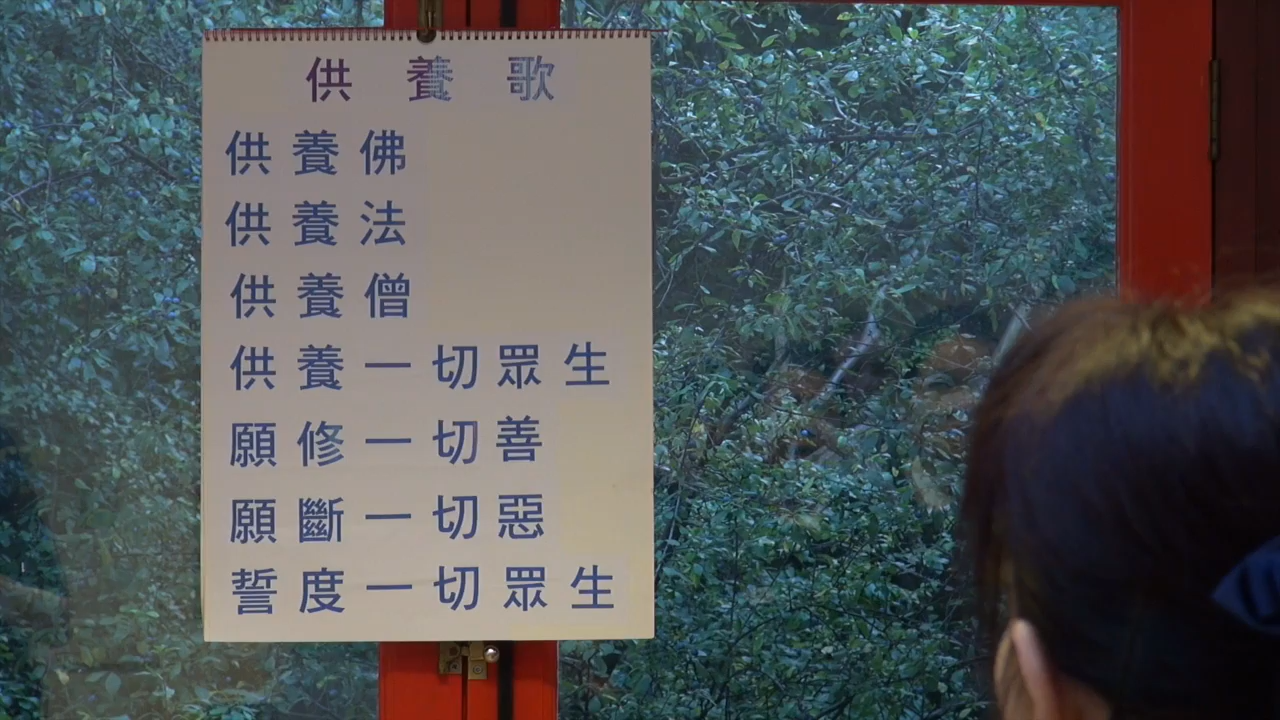 供養歌
供養佛
供養法
供養僧
供養一切眾生
願修一切善
願斷一切惡
誓度一切眾生